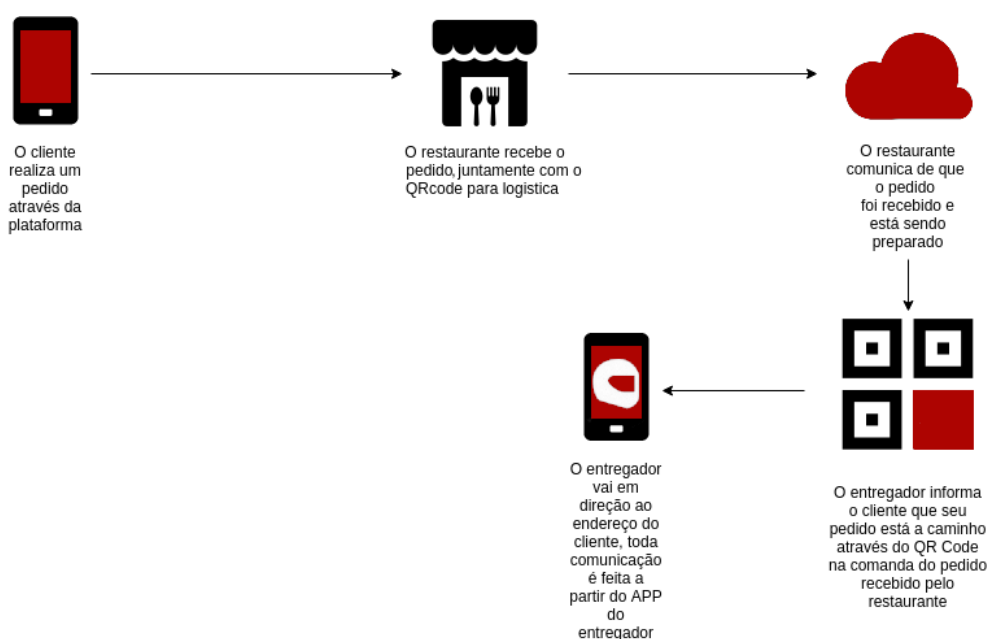 O cliente
realiza um
pedido
através da
plataforma
O restaurante recebe o
pedido, juntamente com o
QRcode para logistica
O restaurante
comunica de que
o pedido
foi recebido e
está sendo
preparado
O entregador informa
o cliente que seu
pedido está a caminho
através do QR Code
na comanda do pedido
recebido pelo
restaurante
O entregador
vai em
direção ao
endereço do
cliente, toda
comunicação
é feita a
partir do APP
do
entregador